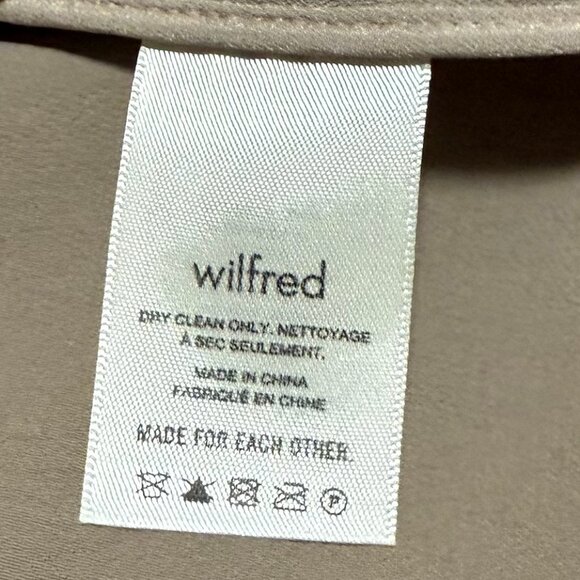 wilfred
DRY CLEAN ONLY. NETTOYAGE
À SEC SEULEMENT.
MADE IN CHINA
FABRIQUÉ EN CHINE
MADE FOR EACH OTHER.
P